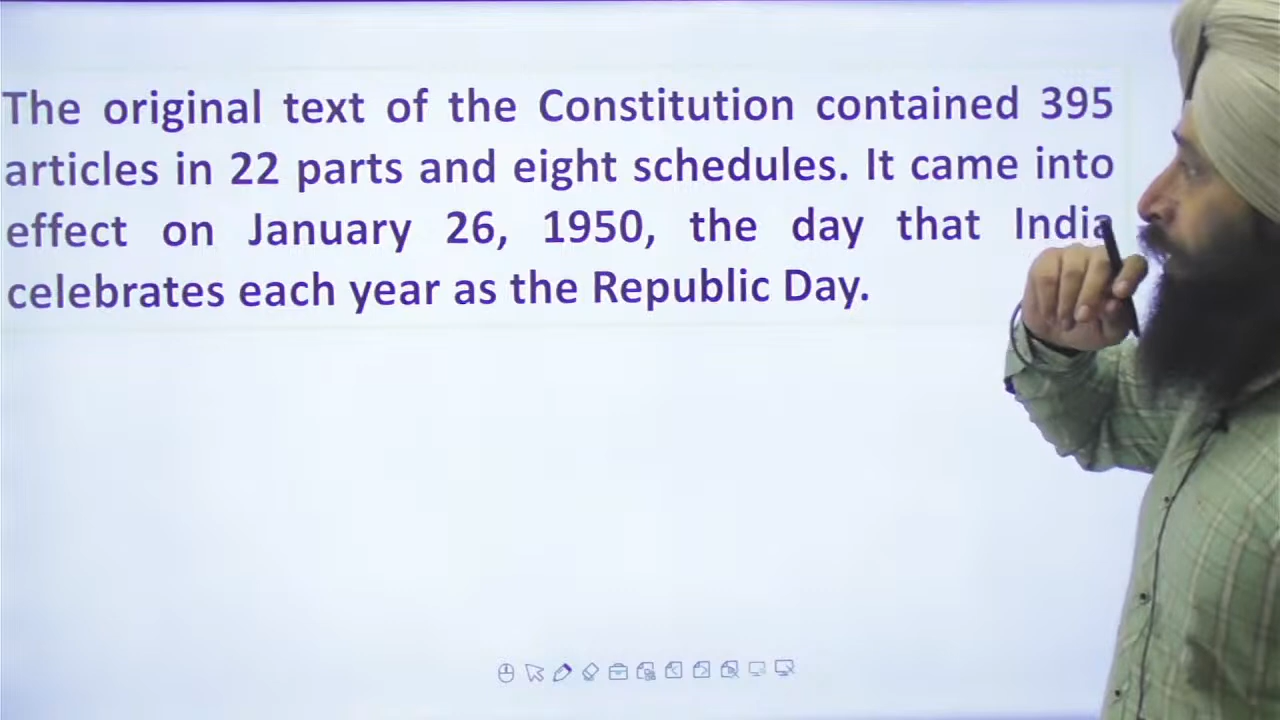 The original text of the Constitution contained 395
articles in 22 parts and eight schedules. It came into
effect on January 26, 1950, the day that India
celebrates each year as the Republic Day.